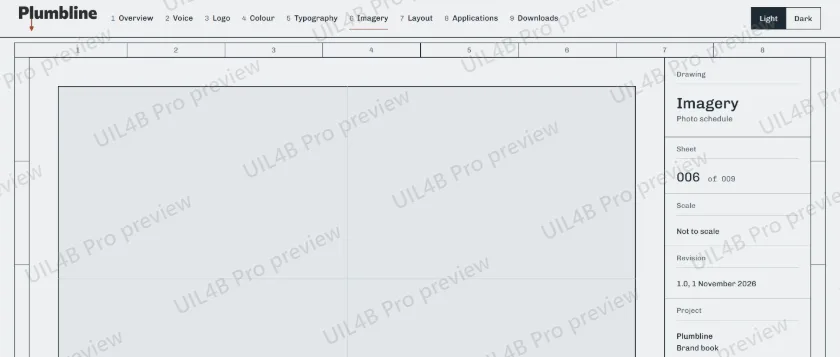 Plumbline
1 Overview 2 Voice 3 Logo 4 Colour 5 Typography 6 Imagery 7 Layout 8 Applications 9 Downloads
Light Dark
1 2 3 4 5 6 7 8
Drawing
Imagery
Photo schedule
Sheet
006 of 009
Scale
Not to scale
Revision
1.0, 1 November 2026
Project
Plumbline
Brand book
UIL4B Pro preview